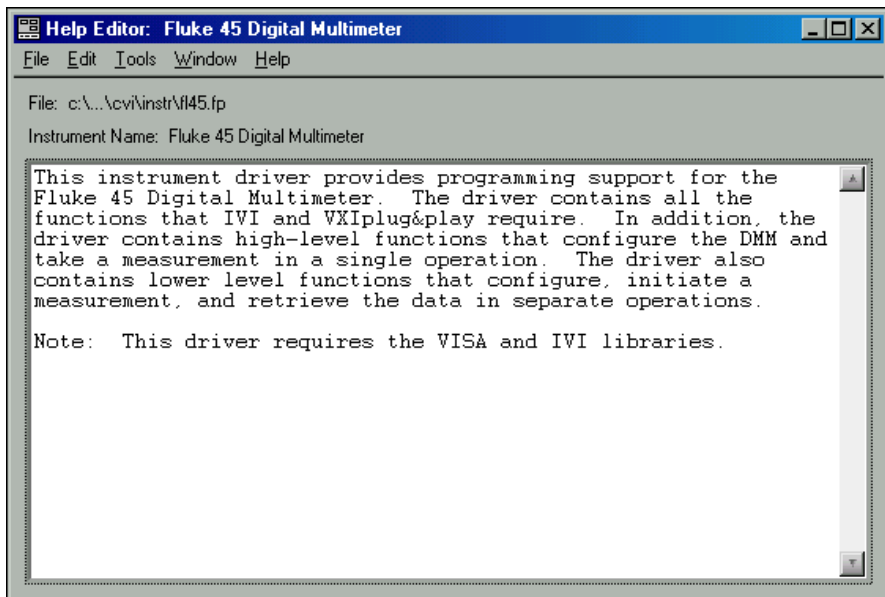 Help Editor: Fluke 45 Digital Multimeter
File Edit Tools Window Help
File: c:\...\cvi\instr\fl45.fp
Instrument Name: Fluke 45 Digital Multimeter
This instrument driver provides programming support for the
Fluke 45 Digital Multimeter.  The driver contains all the
functions that IVI and VXIplug&play require.  In addition, the
driver contains high-level functions that configure the DMM and
take a measurement in a single operation.  The driver also
contains lower level functions that configure, initiate a
measurement, and retrieve the data in separate operations.
Note:  This driver requires the VISA and IVI libraries.